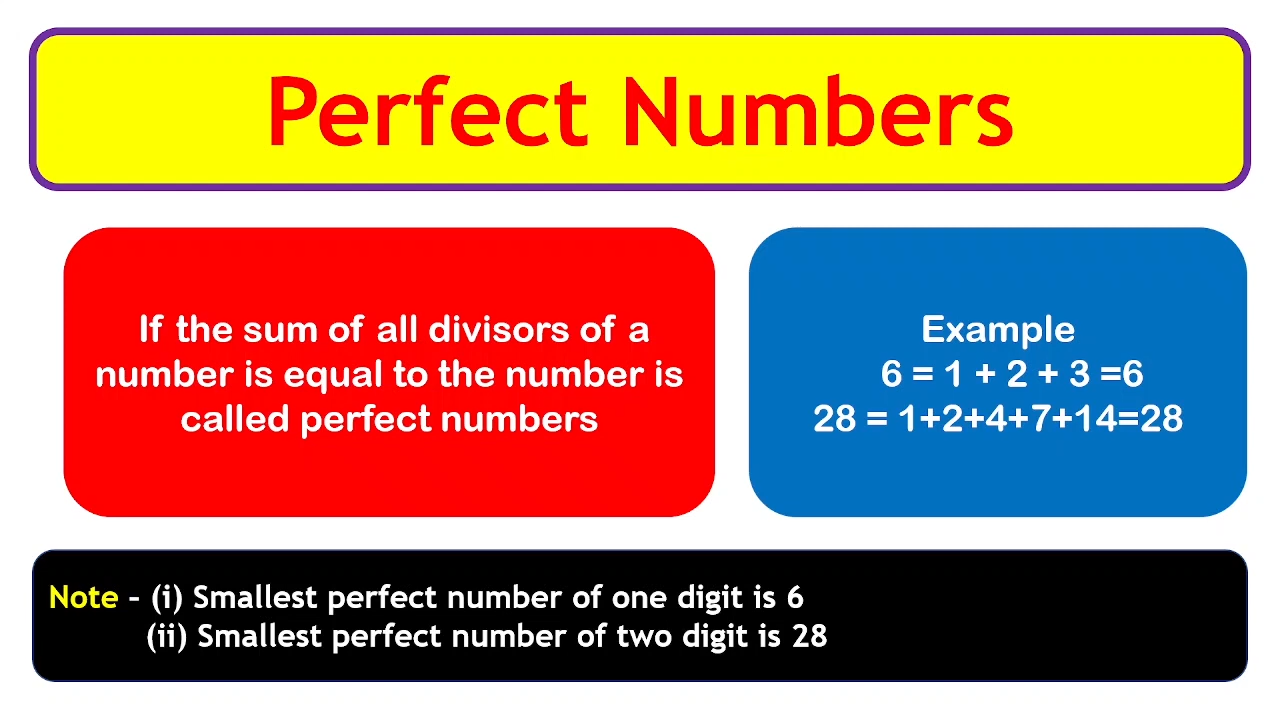 Perfect Numbers
If the sum of all divisors of a
number is equal to the number is
called perfect numbers
Example
6 = 1 + 2 + 3 =6
28 = 1+2+4+7+14=28
Note – (i) Smallest perfect number of one digit is 6
(ii) Smallest perfect number of two digit is 28